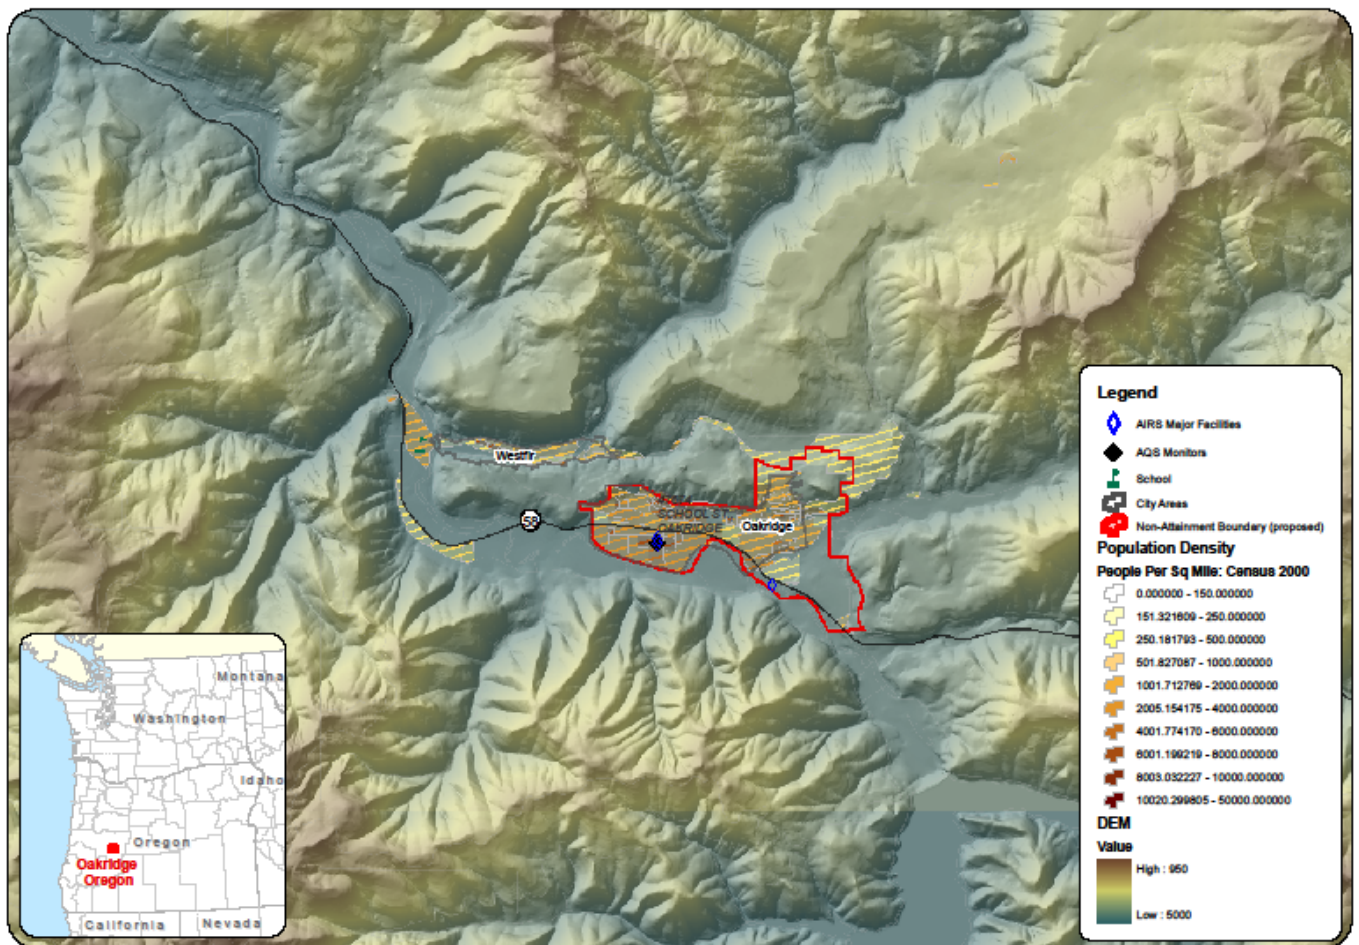 Westfir
58
SCHOOL ST.
OAKRIDGE
Oakridge
Legend
AIRS Major Facilities
AQS Monitors
School
City Areas
Non-Attainment Boundary (proposed)
Population Density
People Per Sq Mile: Census 2000
0.000000 - 150.000000
151.321609 - 250.000000
250.181793 - 500.000000
501.827087 - 1000.000000
1001.712769 - 2000.000000
2005.154175 - 4000.000000
4001.774170 - 6000.000000
6001.199219 - 8000.000000
8003.032227 - 10000.000000
10020.299805 - 50000.000000
DEM
Value
High : 950
Low : 5000
Montana
Washington
Idaho
Oregon
Oakridge
Oregon
California
Nevada